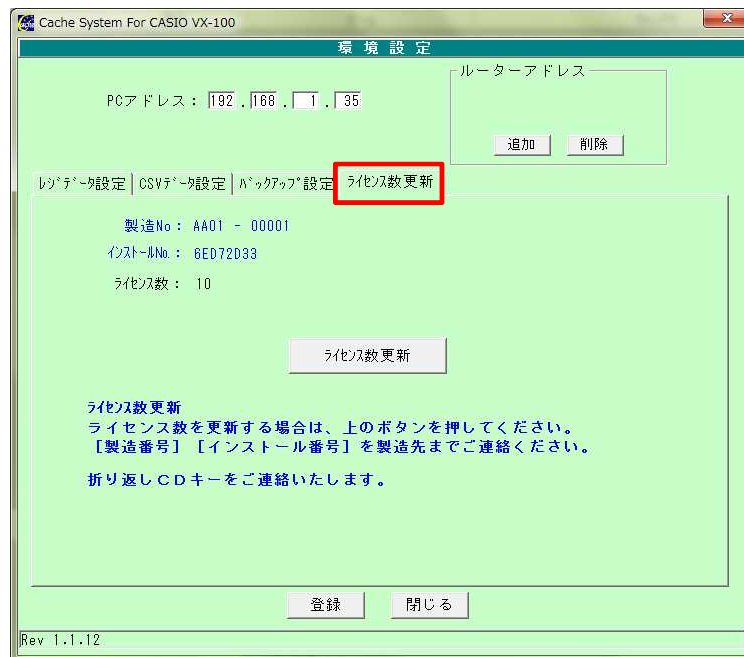 Cache System For CASIO VX-100
環 境 設 定
ルーターアドレス
PCアドレス： 192 . 168 . 1 . 35
追加 削除
ﾚｼﾞﾃﾞｰﾀ設定 CSVﾃﾞｰﾀ設定 ﾊﾞｯｸｱｯﾌﾟ設定 ﾗｲｾﾝｽ数更新
製造No： AA01 - 00001
ｲﾝｽﾄｰﾙNo.： 6ED72D33
ﾗｲｾﾝｽ数： 10
ﾗｲｾﾝｽ数更新
ﾗｲｾﾝｽ数更新
ライセンス数を更新する場合は、上のボタンを押してください。
［製造番号］［インストール番号］を製造先までご連絡ください。
折り返しＣＤキーをご連絡いたします。
登録 閉じる
Rev 1.1.12